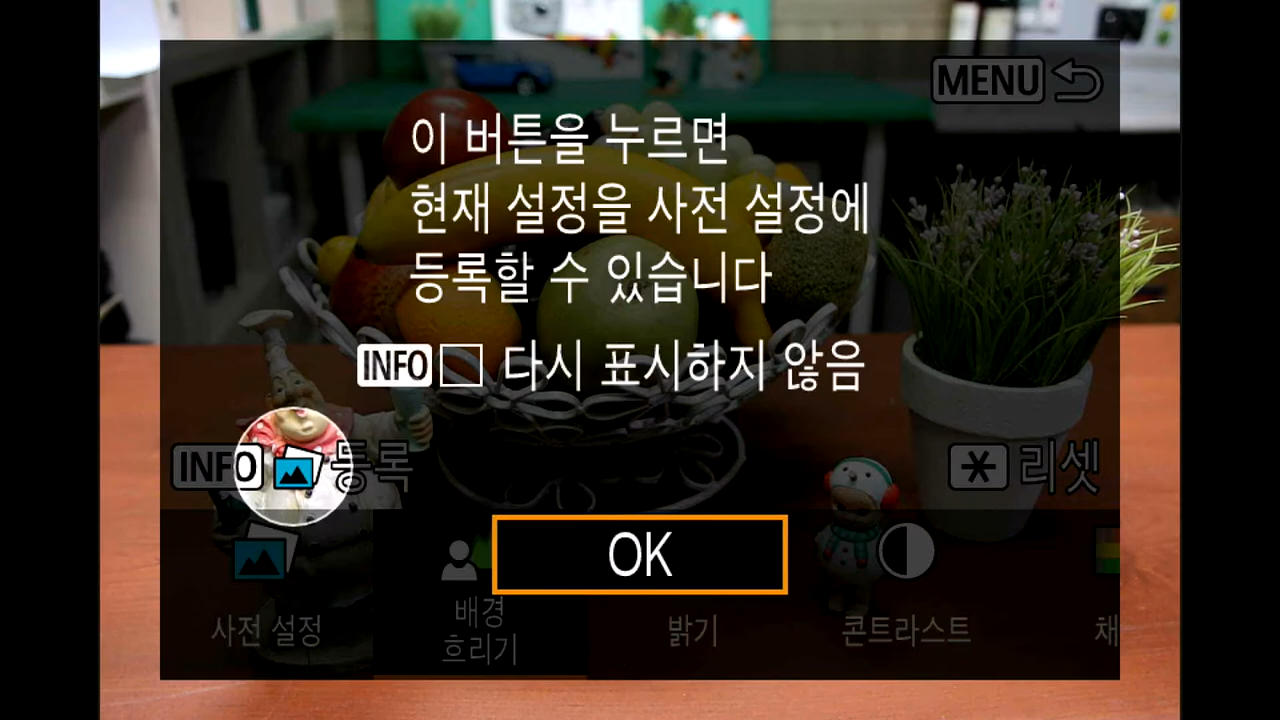 MENU
이 버튼을 누르면
현재 설정을 사전 설정에
등록할 수 있습니다
INFO 다시 표시하지 않음
INFO 등록
리셋
OK
사전 설정
배경
흐리기
밝기
콘트라스트
채